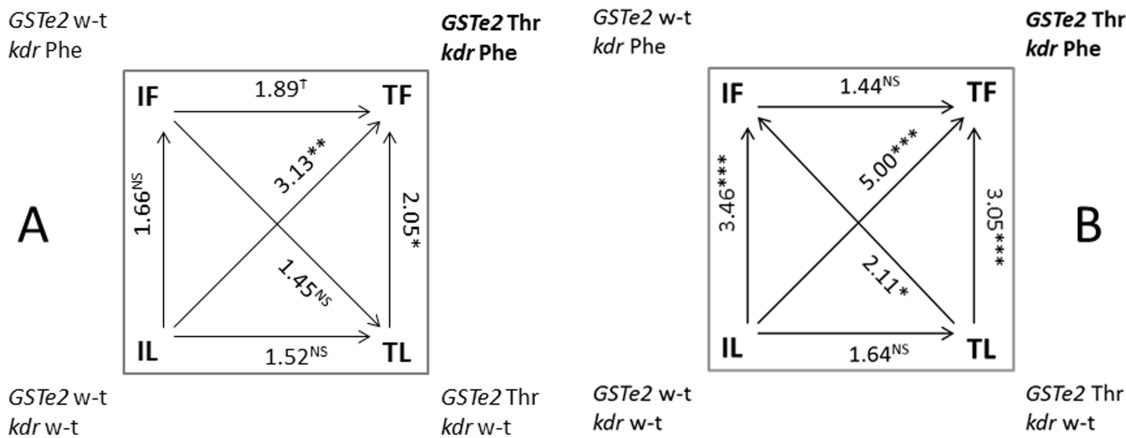 GSTe2 w-t
kdr Phe
GSTe2 Thr
kdr Phe
IF
1.89†
TF
1.66NS
3.13**
2.05*
1.45NS
A
IL
1.52NS
TL
GSTe2 w-t
kdr w-t
GSTe2 Thr
kdr w-t
GSTe2 w-t
kdr Phe
GSTe2 Thr
kdr Phe
IF
1.44NS
TF
3.46***
5.00***
3.05***
2.11*
B
IL
1.64NS
TL
GSTe2 w-t
kdr w-t
GSTe2 Thr
kdr w-t